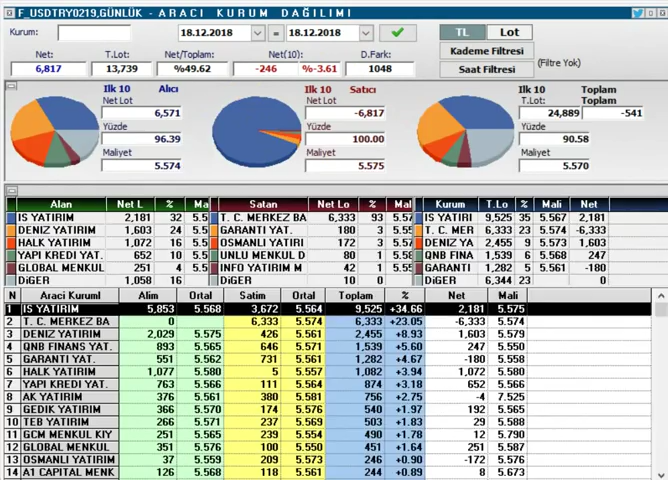 F_USDTRY0219,GÜNLÜK - ARACI KURUM DAĞILIMI
Kurum: 18.12.2018 = 18.12.2018 TL Lot
Net: T.Lot: Net/Toplam: Net(10): D.Fark: Kademe Filtresi
6,817 13,739 %49.62 -246 %-3.61 1048 Saat Filtresi (Filtre Yok)
Ilk 10 Alıcı Ilk 10 Satıcı Ilk 10 Toplam
Net Lot Net Lot T.Lot: Toplam
6,571 -6,817 24,889 -541
Yüzde Yüzde Yüzde
96.39 100.00 90.58
Maliyet Maliyet Maliyet
5.574 5.575 5.570
Alan Net L % Ma Satan Net Lo % Mal Kurum T.Lo % Mali Net
IS YATIRIM 2,181 32 5.5 T. C. MERKEZ BA 6,333 93 5.57 IS YATIRI 9,525 35 5.567 2,181
DENIZ YATIRIM 1,603 24 5.5 GARANTI YAT. 180 3 5.55 T. C. MER 6,333 23 5.574 -6,333
HALK YATIRIM 1,072 16 5.5 OSMANLI YATIRI 172 3 5.57 DENIZ YA 2,455 9 5.573 1,603
YAPI KREDI YAT 652 10 5.5 UNLU MENKUL D 80 1 5.58 QNB FINA 1,539 6 5.568 247
GLOBAL MENKUL 251 4 5.5 INFO YATIRIM M 42 1 5.55 GARANTI 1,282 5 5.561 -180
DiGER 1,058 16 DiGER 10 0 DiGER 6,344 23 0
N Araci Kuruml Alim Ortal Satim Ortal Toplam % Net Mali
1 IS YATIRIM 5,853 5.568 3,672 5.564 9,525 +34.66 2,181 5.575
2 T. C. MERKEZ BA 0 6,333 5.574 6,333 +23.05 -6,333 5.574
3 DENIZ YATIRIM 2,029 5.575 426 5.561 2,455 +8.93 1,603 5.579
4 QNB FINANS YAT. 893 5.565 646 5.571 1,539 +5.60 247 5.550
5 GARANTI YAT. 551 5.562 731 5.561 1,282 +4.67 -180 5.558
6 HALK YATIRIM 1,077 5.580 5 5.557 1,082 +3.94 1,072 5.580
7 YAPI KREDI YAT. 763 5.566 111 5.564 874 +3.18 652 5.566
8 AK YATIRIM 376 5.561 380 5.581 756 +2.75 -4 7.525
9 GEDIK YATIRIM 366 5.570 174 5.576 540 +1.97 192 5.565
10 TEB YATIRIM 266 5.571 237 5.569 503 +1.83 29 5.588
11 GCM MENKUL KIY 251 5.565 239 5.554 490 +1.78 12 5.790
12 GLOBAL MENKUL 351 5.576 100 5.550 451 +1.64 251 5.587
13 OSMANLI YATIRIM 37 5.559 209 5.573 246 +0.90 -172 5.576
14 A1 CAPITAL MENK 126 5.568 118 5.561 244 +0.89 8 5.673